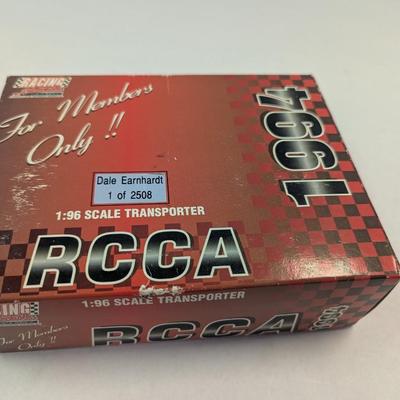 RACING
For Members
Only !!
1994
Dale Earnhardt
1 of 2508
1:96 SCALE TRANSPORTER
RCCA
1:96 SCALE TRANSPORTER
For Members
Only !!
RCCA
1994